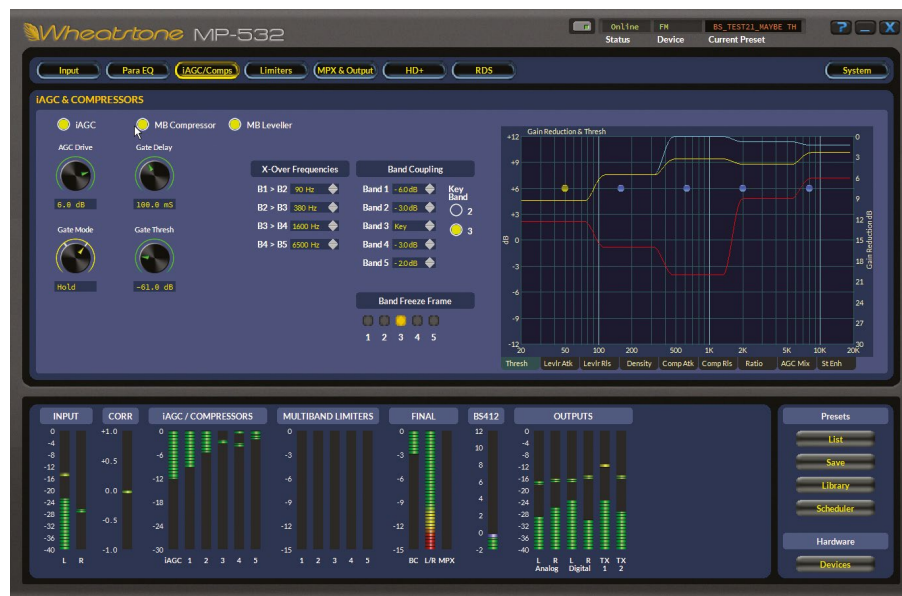 Wheatstone MP-532
Online FM BS_TEST21_MAYBE TH
Status Device Current Preset
? _ X
Input Para EQ iAGC/Comps Limiters MPX & Output HD+ RDS System
iAGC & COMPRESSORS
iAGC MB Compressor MB Leveller
AGC Drive Gate Delay
6.0 dB 100.0 mS
Gate Mode Gate Thresh
Hold -61.0 dB
X-Over Frequencies
B1 > B2 90 Hz
B2 > B3 380 Hz
B3 > B4 1600 Hz
B4 > B5 6500 Hz
Band Coupling
Band 1 -6.0dB
Band 2 -3.0dB
Band 3 Key
Band 4 -3.0dB
Band 5 -2.0dB
Key
Band
2
3
Band Freeze Frame
1 2 3 4 5
Gain Reduction & Thresh
+12
+9
+6
+3
0
-3
-6
-9
-12
dB
0
3
6
9
12
15
18
21
24
27
30
Gain Reduction dB
20 50 100 200 500 1K 2K 5K 10K 20K
Thresh Levlr Atk Levlr Rls Density Comp Atk Comp Rls Ratio AGC Mix St Enh
INPUT
0
-4
-8
-12
-16
-20
-24
-28
-32
-36
-40
L R
CORR
+1.0
+0.5
0.0
-0.5
-1.0
iAGC / COMPRESSORS
0
-6
-12
-18
-24
-30
iAGC 1 2 3 4 5
MULTIBAND LIMITERS
0
-3
-6
-9
-12
-15
1 2 3 4 5
FINAL
0
-3
-6
-9
-12
-15
BC L/R MPX
BS412
12
10
8
6
4
2
0
-2
OUTPUTS
0
-4
-8
-12
-16
-20
-24
-28
-32
-36
-40
L R L R TX TX
Analog Digital 1 2
Presets
List
Save
Library
Scheduler
Hardware
Devices